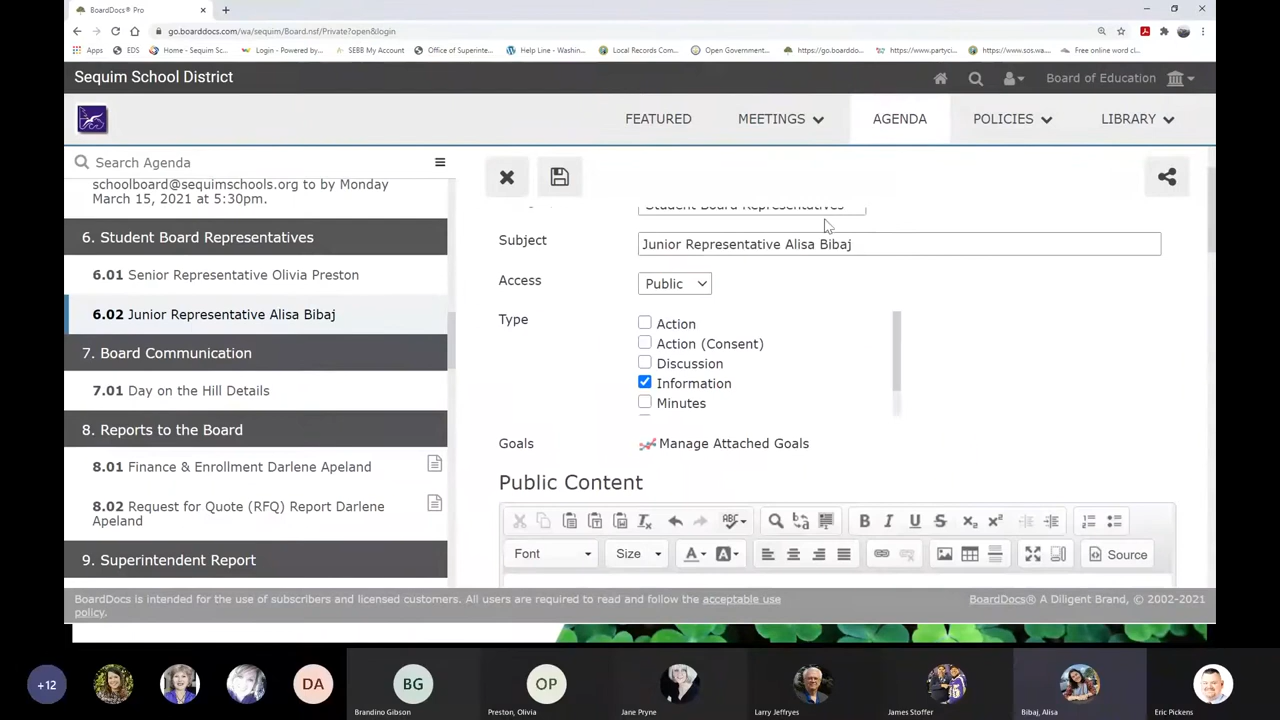 BoardDocs® Pro
go.boarddocs.com/wa/sequim/Board.nsf/Private?open&login
Apps EDS Home - Sequim Sc... Login - Powered by... SEBB My Account Office of Superinte... Help Line - Washin... Local Records Com... Open Government... https://go.boarddo... https://www.partyci... https://www.sos.wa... Free online word cl...
Sequim School District
Board of Education
FEATURED MEETINGS AGENDA POLICIES LIBRARY
Search Agenda
schoolboard@sequimschools.org to by Monday
March 15, 2021 at 5:30pm.
6. Student Board Representatives
6.01 Senior Representative Olivia Preston
6.02 Junior Representative Alisa Bibaj
7. Board Communication
7.01 Day on the Hill Details
8. Reports to the Board
8.01 Finance & Enrollment Darlene Apeland
8.02 Request for Quote (RFQ) Report Darlene
Apeland
9. Superintendent Report
Student Board Representatives
Subject Junior Representative Alisa Bibaj
Access Public
Type
Action
Action (Consent)
Discussion
Information
Minutes
Goals Manage Attached Goals
Public Content
Font Size Source
BoardDocs is intended for the use of subscribers and licensed customers. All users are required to read and follow the acceptable use
policy.
BoardDocs® A Diligent Brand, © 2002-2021
+12 DA BG OP
Brandino Gibson Preston, Olivia Jane Pryne Larry Jeffryes James Stoffer Bibaj, Alisa Eric Pickens